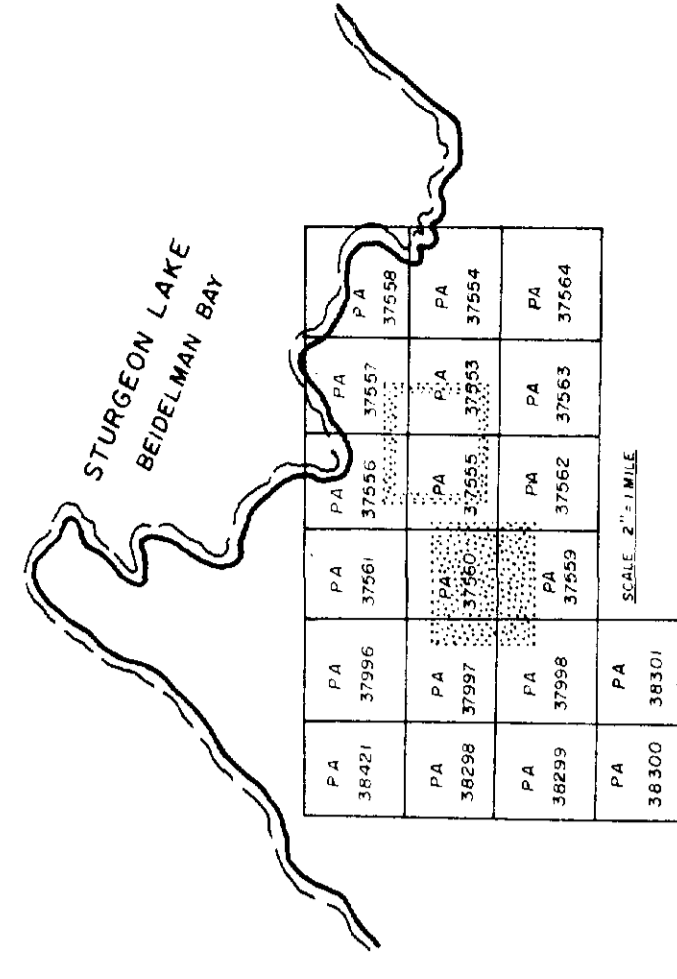 STURGEON LAKE
BEIDELMAN BAY
PA
38421
PA
37996
PA
37561
PA
37556
PA
37557
PA
37558
PA
38298
PA
37997
PA
37560
PA
37555
PA
37553
PA
37554
PA
38299
PA
37998
PA
37559
PA
37562
PA
37563
PA
37564
PA
38300
PA
38301
SCALE 2"=1 MILE